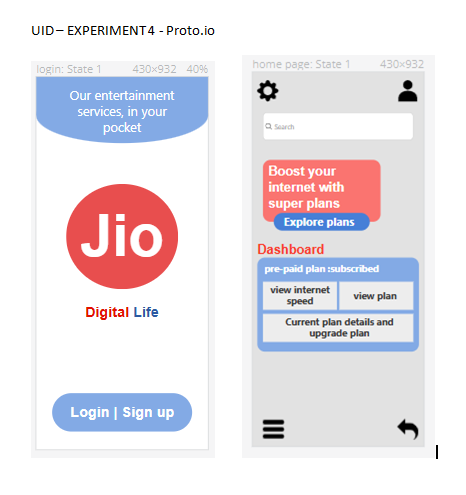 UID – EXPERIMENT 4 - Proto.io
login: State 1 430×932 40%
Our entertainment
services, in your
pocket
Jio
Digital Life
Login | Sign up
home page: State 1 430×932
Search
Boost your
internet with
super plans
Explore plans
Dashboard
pre-paid plan :subscribed
view internet
speed
view plan
Current plan details and
upgrade plan